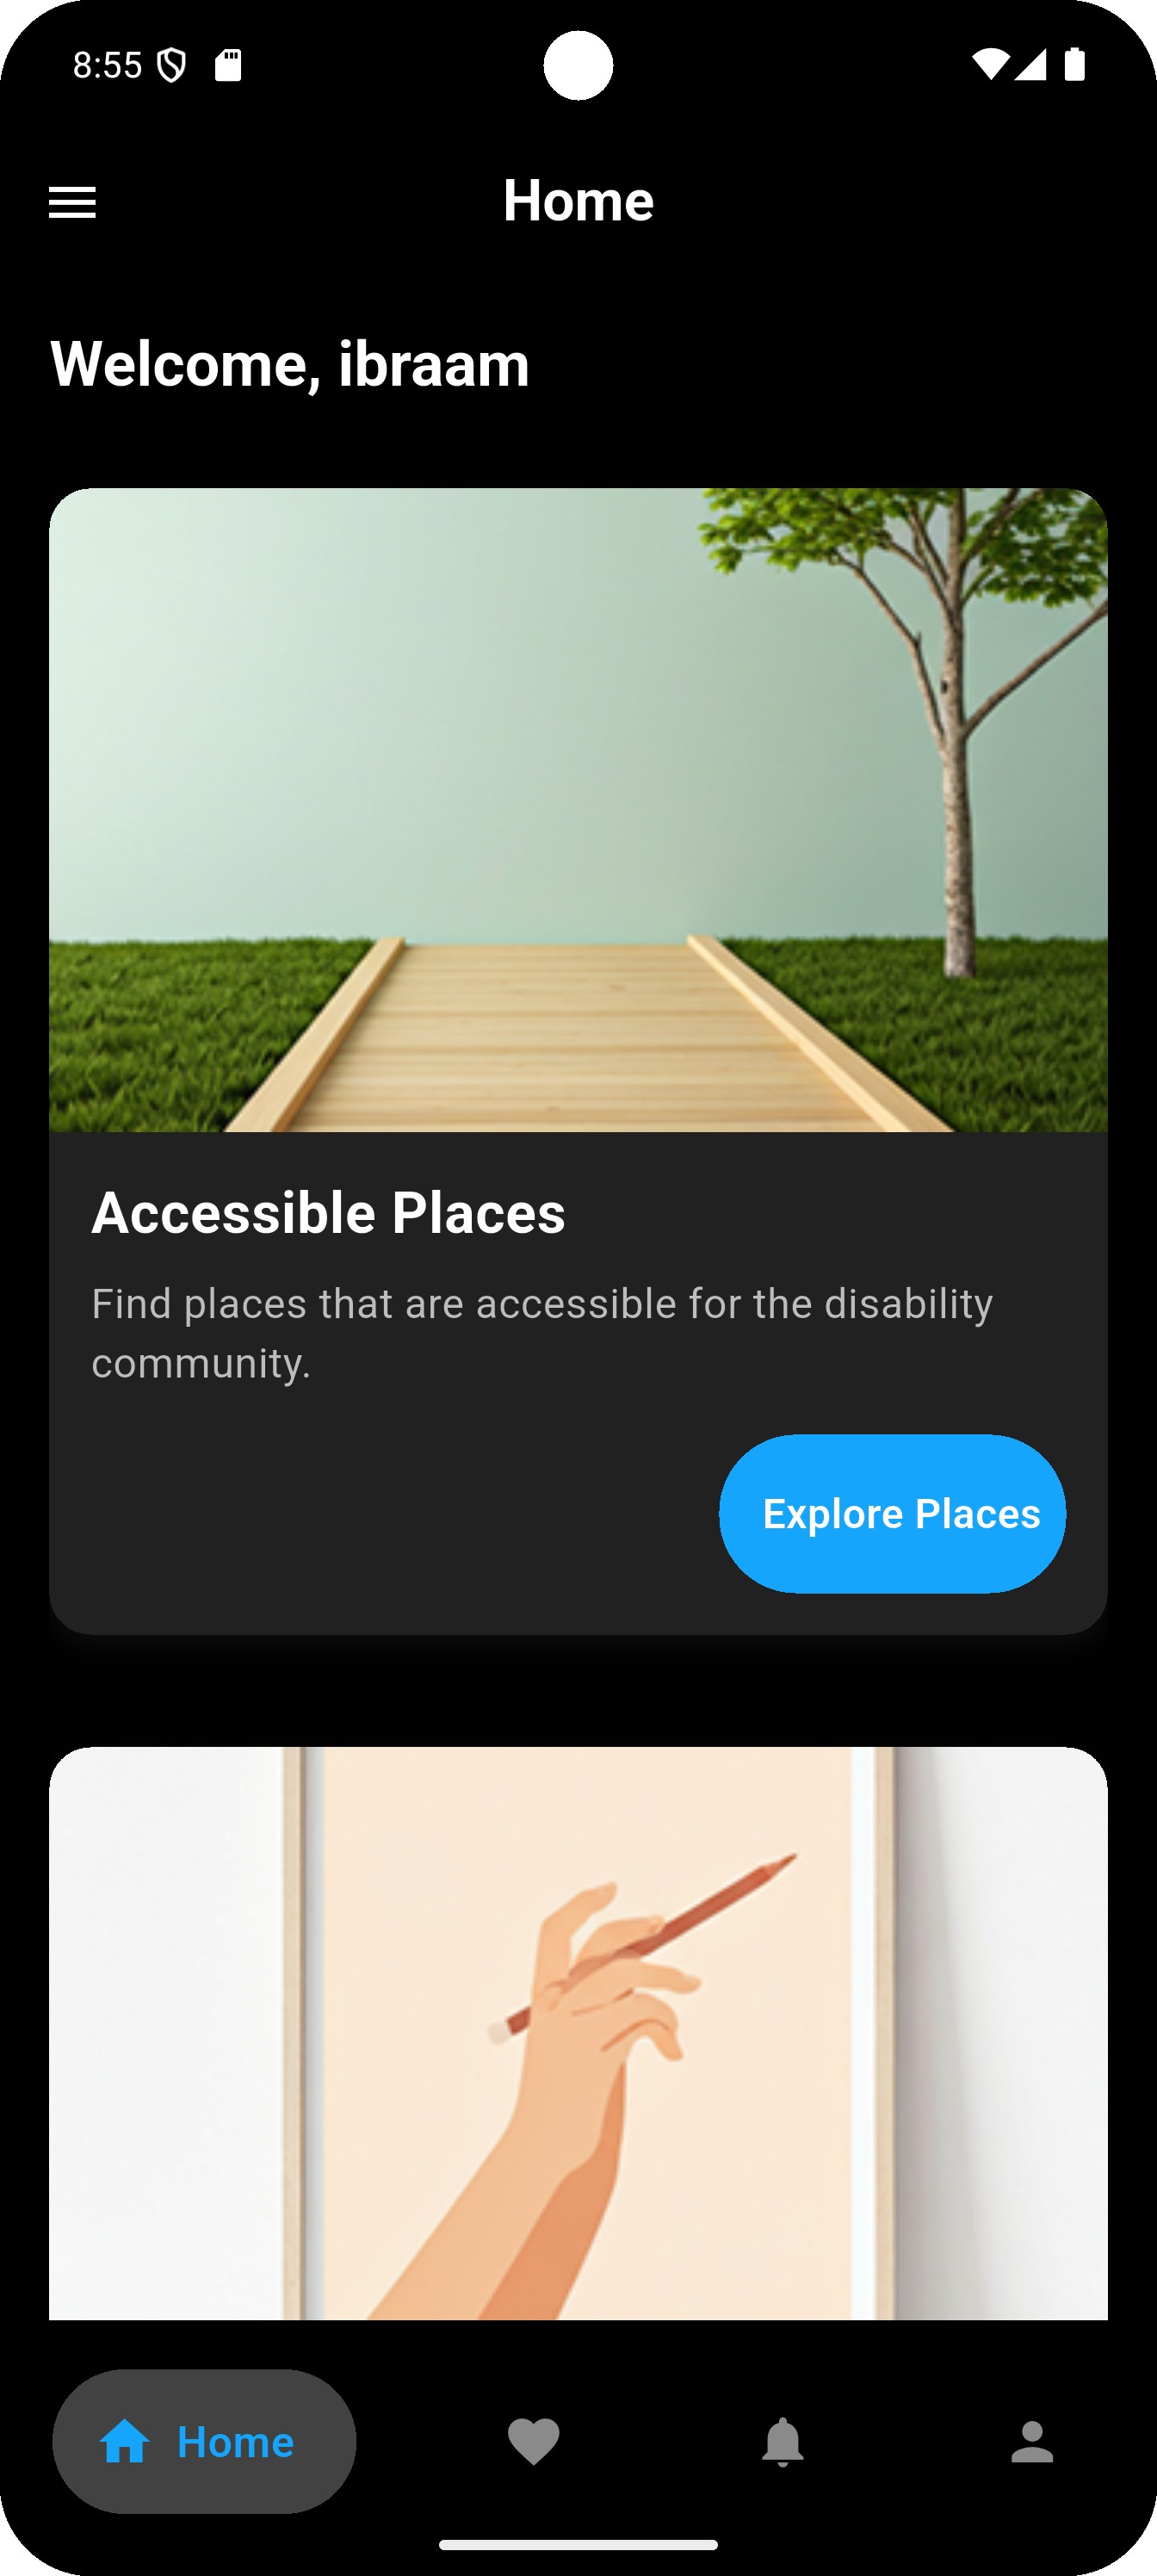 8:55
Home
Welcome, ibraam
Accessible Places
Find places that are accessible for the disability
community.
Explore Places
Home